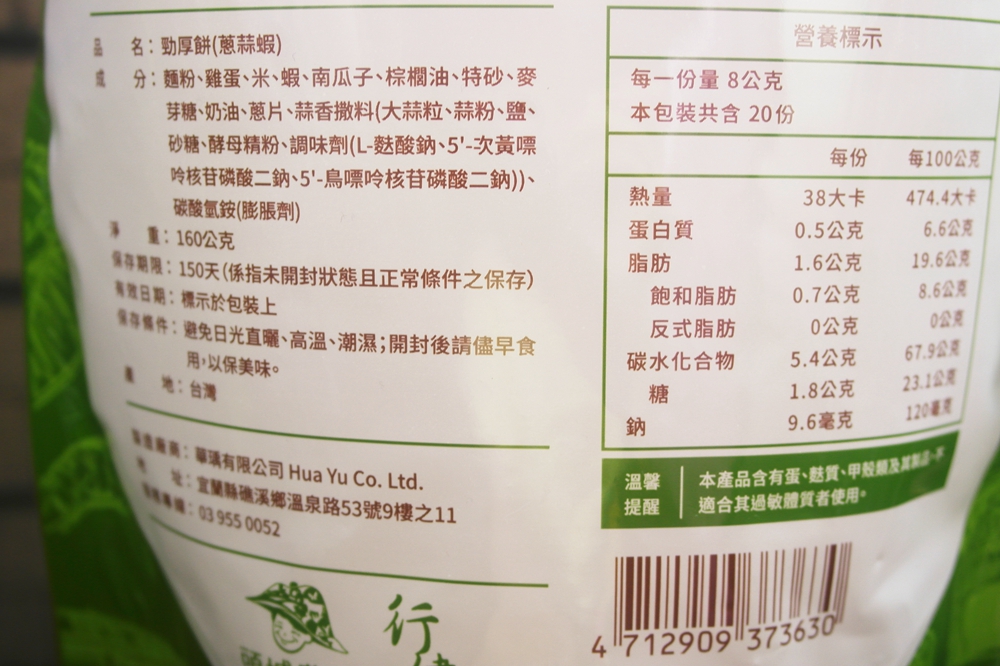 品　名：勁厚餅(蔥蒜蝦)
成　分：麵粉、雞蛋、米、蝦、南瓜子、棕櫚油、特砂、麥
芽糖、奶油、蔥片、蒜香撒料(大蒜粒、蒜粉、鹽、
砂糖、酵母精粉、調味劑(L-麩酸鈉、5'-次黃嘌
呤核苷磷酸二鈉、5'-鳥嘌呤核苷磷酸二鈉))、
碳酸氫銨(膨脹劑)
淨　重：160公克
保存期限：150天(係指未開封狀態且正常條件之保存)
有效日期：標示於包裝上
保存條件：避免日光直曬、高溫、潮濕；開封後請儘早食
用，以保美味。
產　地：台灣
製造廠商：華瑀有限公司 Hua Yu Co. Ltd.
地　址：宜蘭縣礁溪鄉溫泉路53號9樓之11
03 955 0052
行
營養標示
每一份量 8公克
本包裝共含 20份
每份　每100公克
熱量　38大卡　474.4大卡
蛋白質　0.5公克　6.6公克
脂肪　1.6公克　19.6公克
飽和脂肪　0.7公克　8.6公克
反式脂肪　0公克　0公克
碳水化合物　5.4公克　67.9公克
糖　1.8公克　23.1公克
鈉　9.6毫克　120毫克
溫馨
提醒
本產品含有蛋、麩質、甲殼類及其製品、不
適合其過敏體質者使用。
4 712909 373630